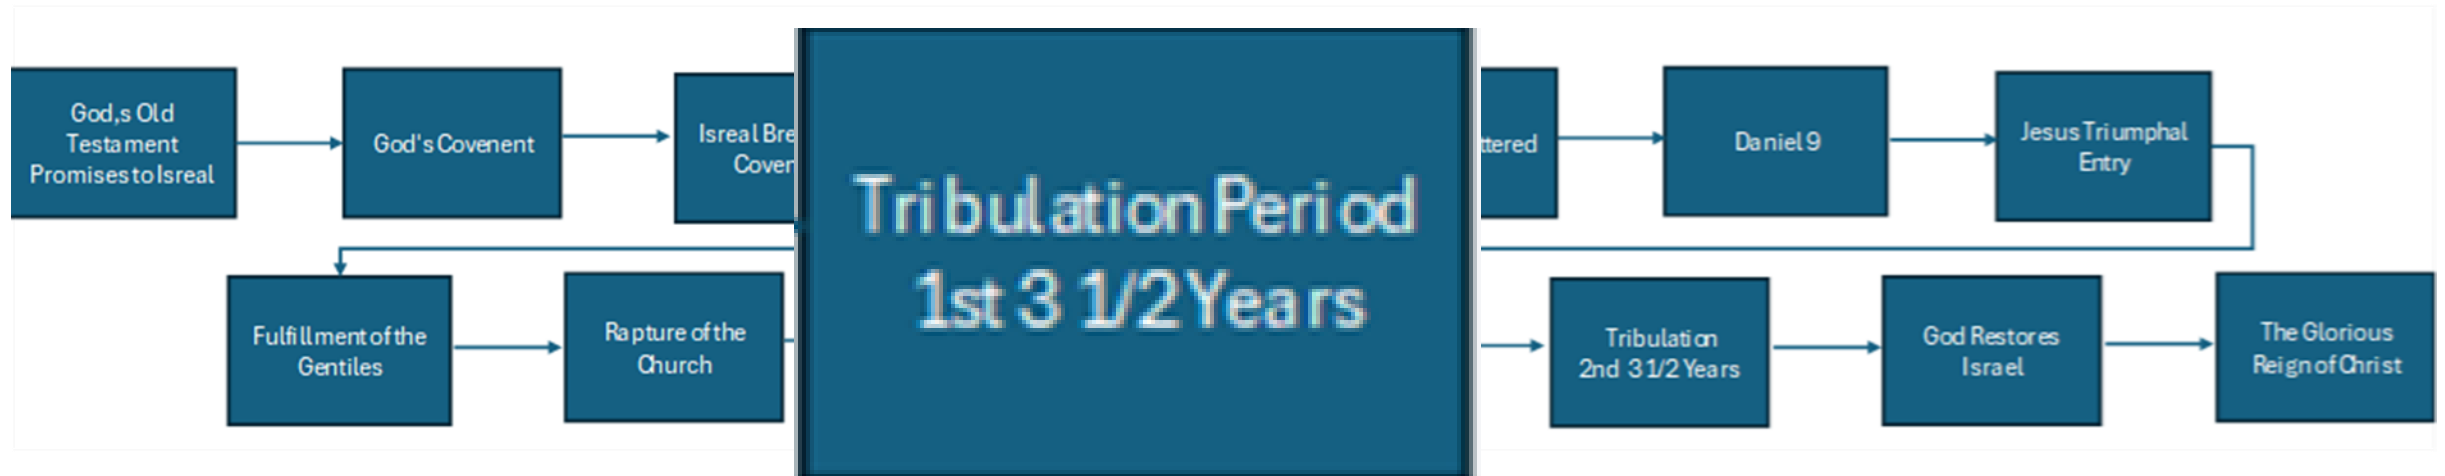 God,s Old
Testament
Promises to Isreal
God's Covenent
Isreal Bre
Coven
ttered
Daniel 9
Jesus Triumphal
Entry
Fulfillment of the
Gentiles
Rapture of the
Church
Tribulation Period
1st 3 1/2 Years
Tribulation
2nd 3 1/2 Years
God Restores
Israel
The Glorious
Reign of Christ